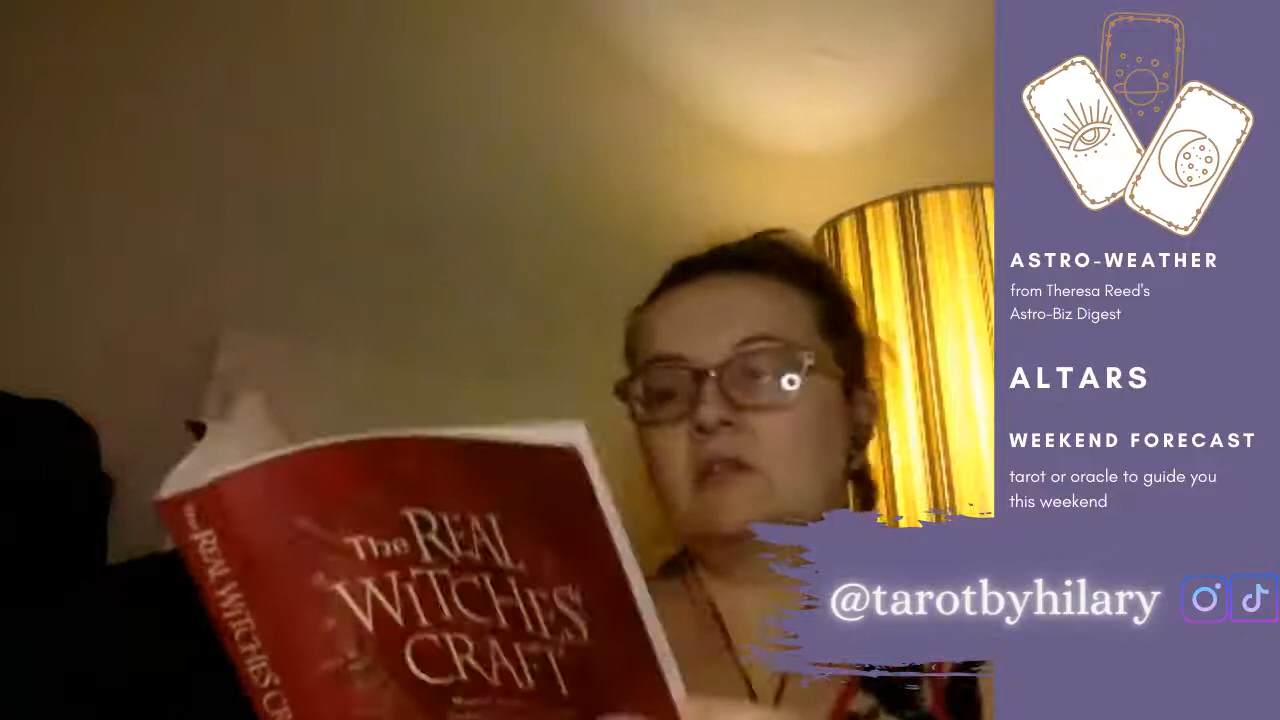 The REAL
WITCHES'
CRAFT
THE REAL WITCHES' CR
ASTRO-WEATHER
from Theresa Reed's
Astro-Biz Digest
ALTARS
WEEKEND FORECAST
tarot or oracle to guide you
this weekend
@tarotbyhilary